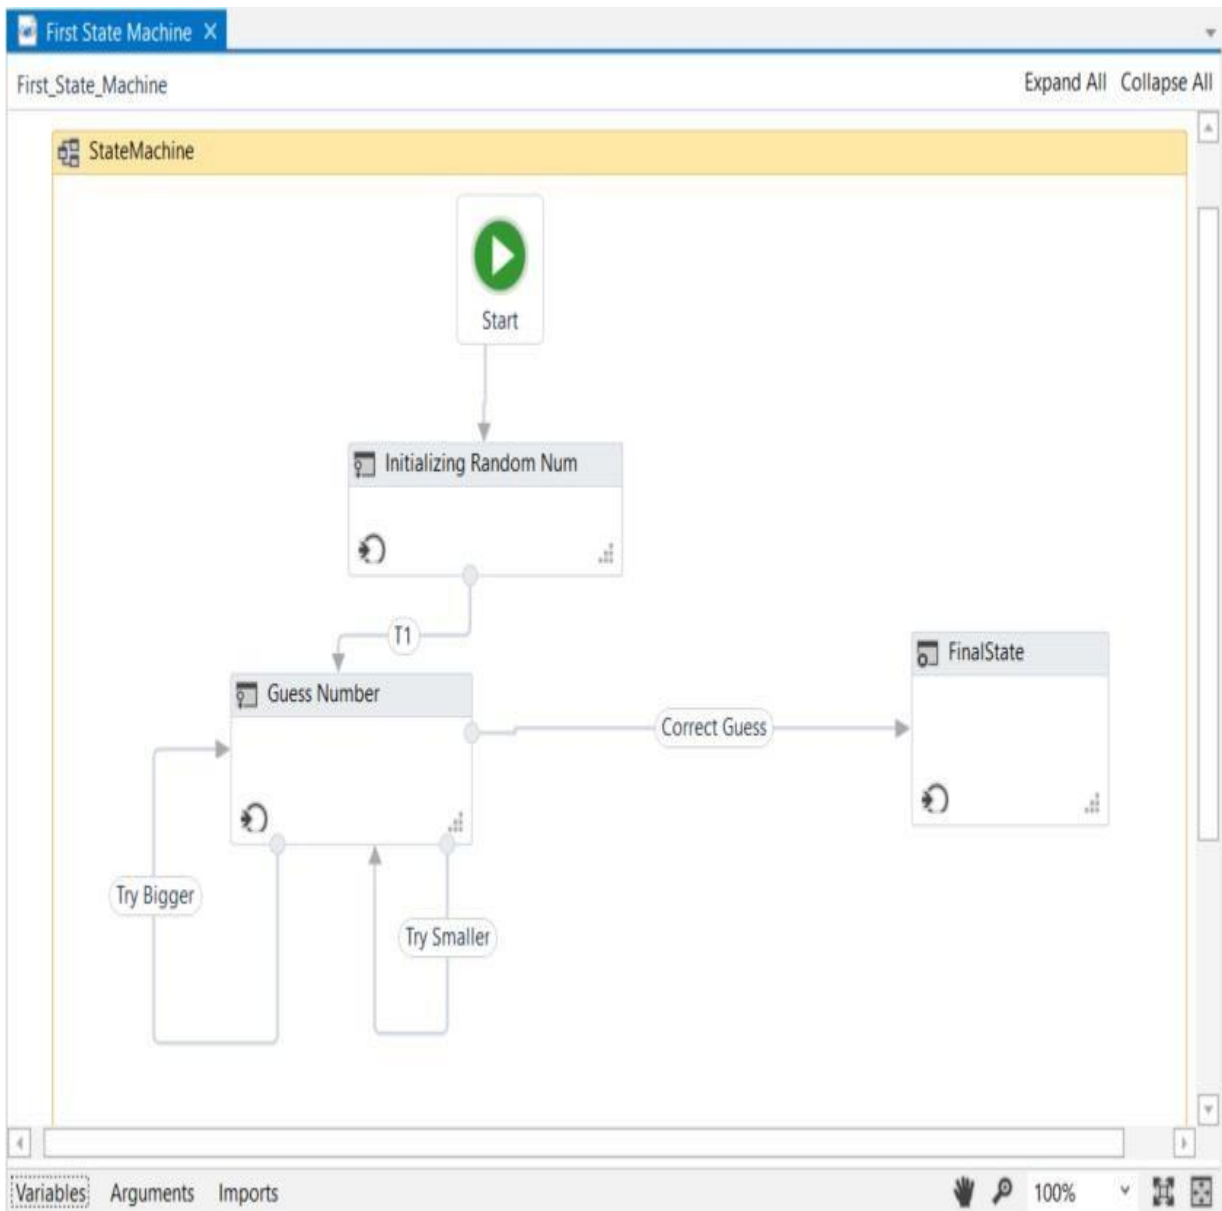 First State Machine
First_State_Machine
Expand All Collapse All
StateMachine
Start
Initializing Random Num
T1
FinalState
Guess Number
Correct Guess
Try Bigger
Try Smaller
Variables Arguments Imports 100%